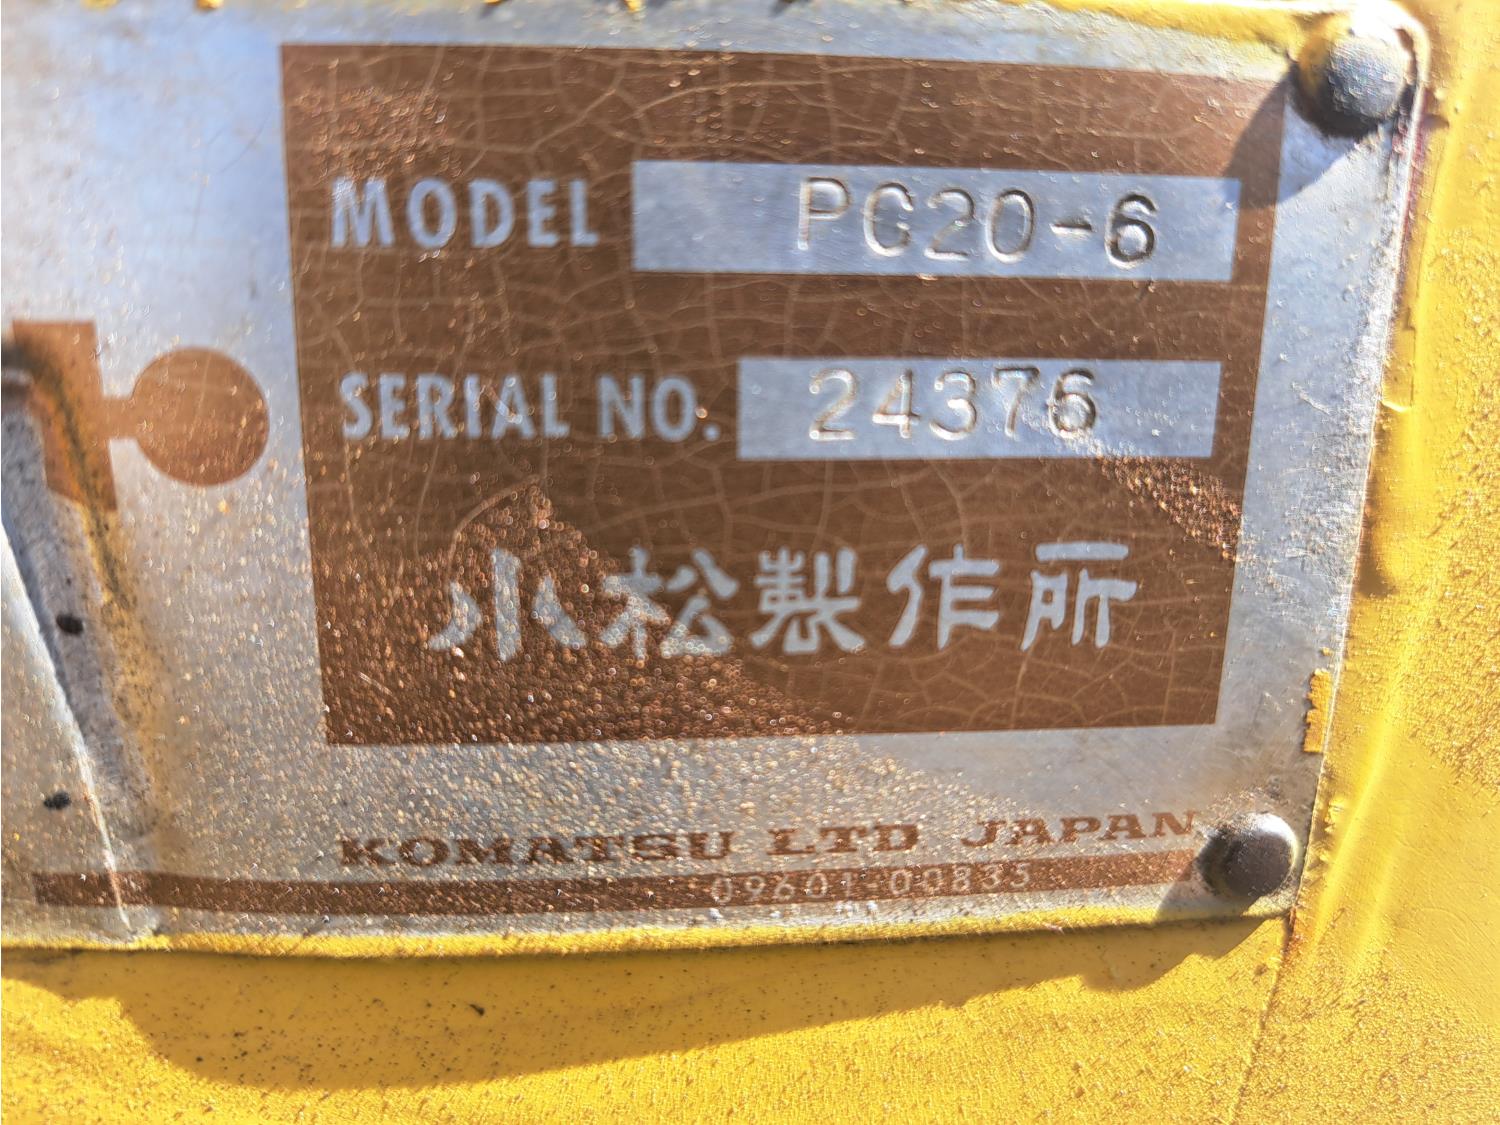 MODEL PC20-6
SERIAL NO. 24376
小松製作所
KOMATSU LTD JAPAN
09601-00835